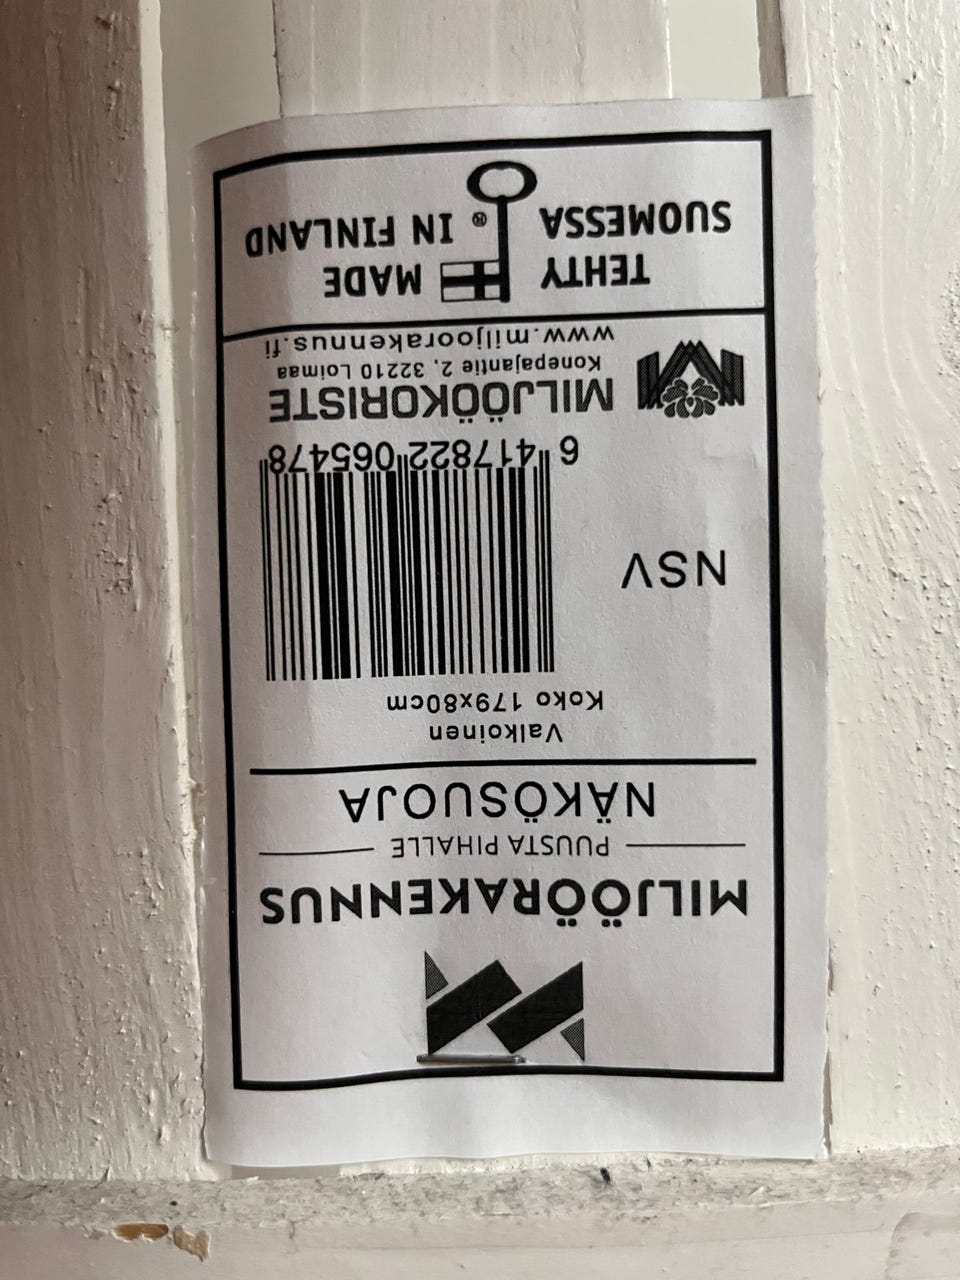 MILJÖÖRAKENNUS
PUUSTA PIHALLE
NÄKÖSUOJA
Valkoinen
Koko 179x80cm
NSV
6 417822 065478
MILJÖÖKORISTE
Konepajantie 2, 32210 Loimaa
www.miljoorakennus.fi
TEHTY MADE
SUOMESSA IN FINLAND
®